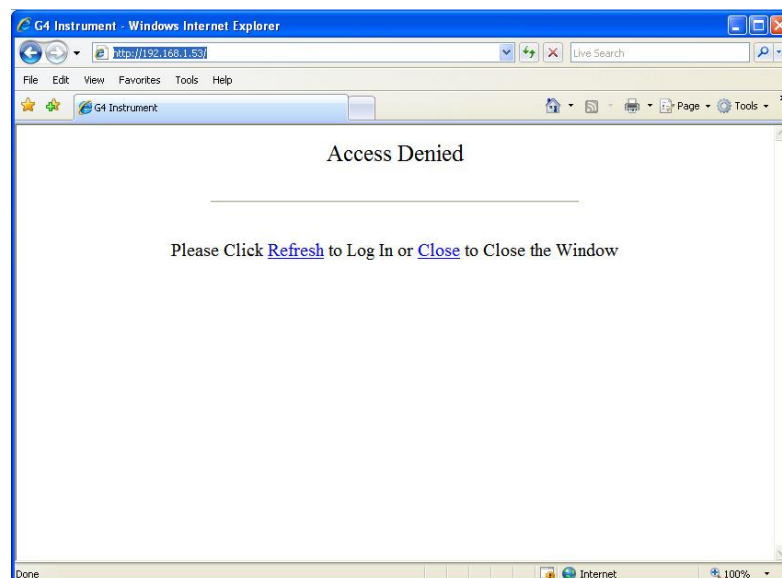 G4 Instrument - Windows Internet Explorer
http://192.168.1.53/
Live Search
File Edit View Favorites Tools Help
G4 Instrument
Page Tools
Access Denied
Please Click Refresh to Log In or Close to Close the Window
Done
Internet
100%